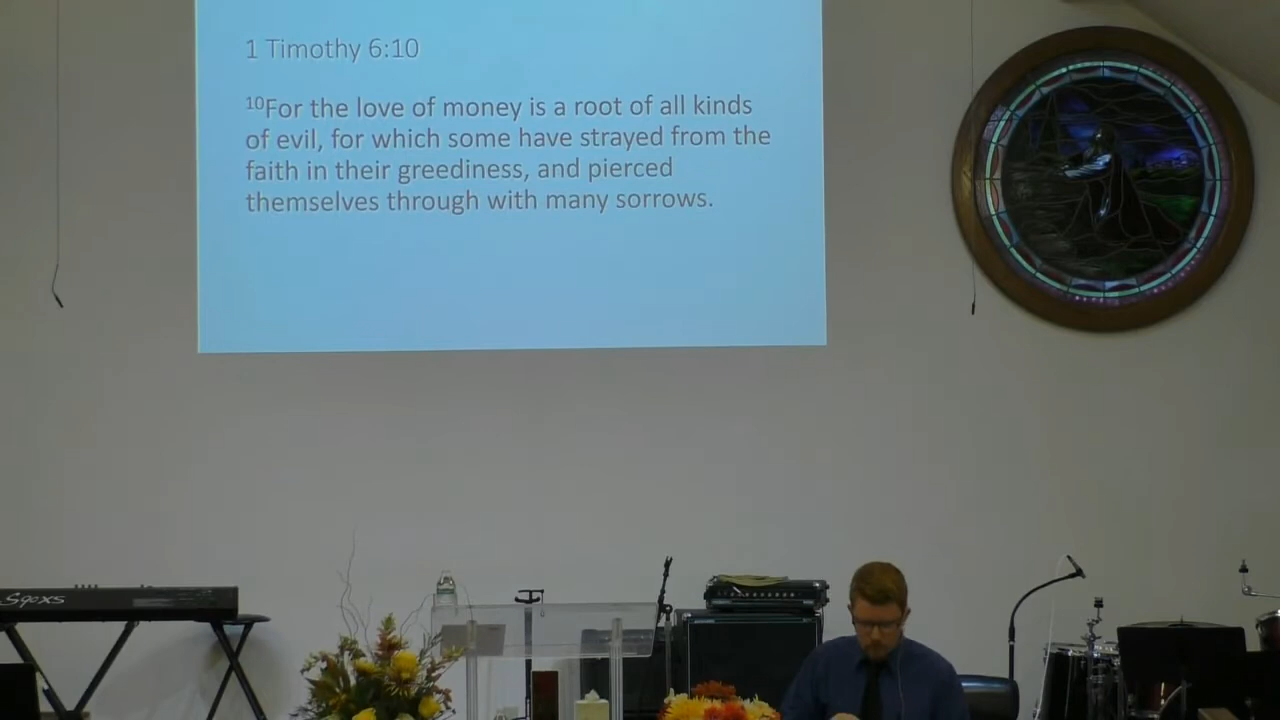 1 Timothy 6:10
10For the love of money is a root of all kinds
of evil, for which some have strayed from the
faith in their greediness, and pierced
themselves through with many sorrows.
S90XS